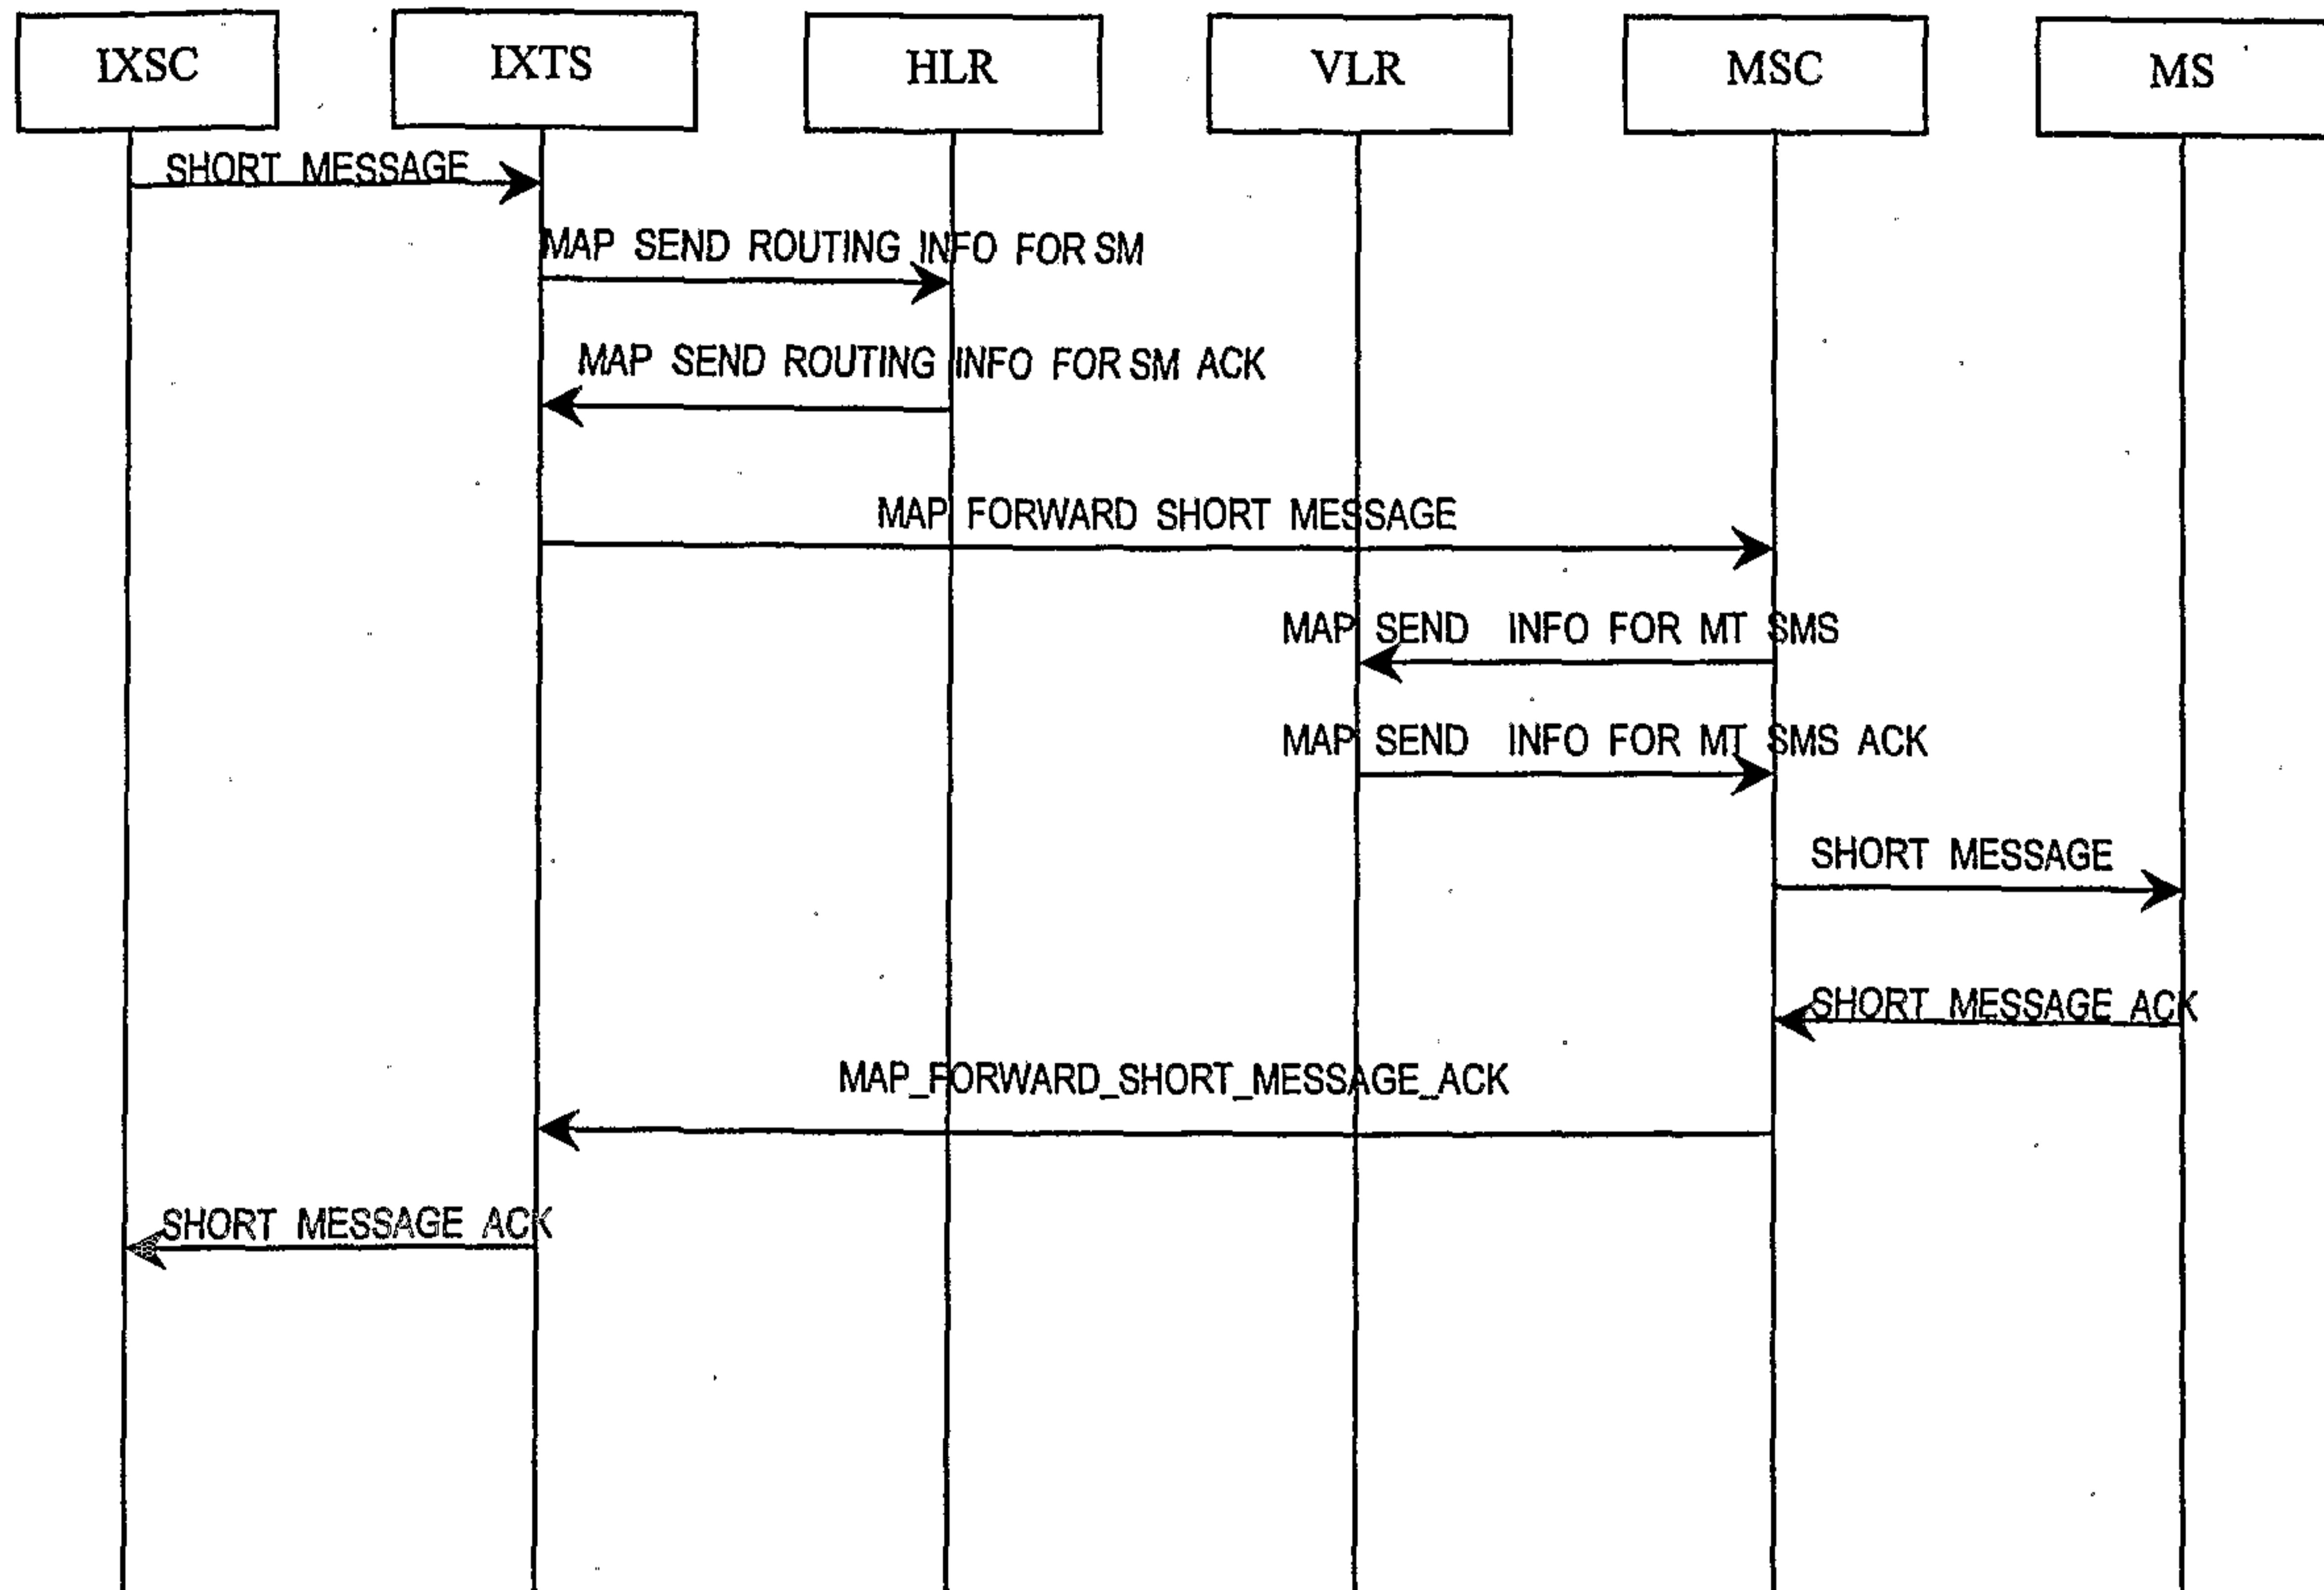 IXSC IXTS HLR VLR MSC MS
SHORT MESSAGE
MAP SEND ROUTING INFO FOR SM
MAP SEND ROUTING INFO FOR SM ACK
MAP FORWARD SHORT MESSAGE
MAP SEND INFO FOR MT SMS
MAP SEND INFO FOR MT SMS ACK
SHORT MESSAGE
SHORT MESSAGE ACK
MAP_FORWARD_SHORT_MESSAGE_ACK
SHORT MESSAGE ACK